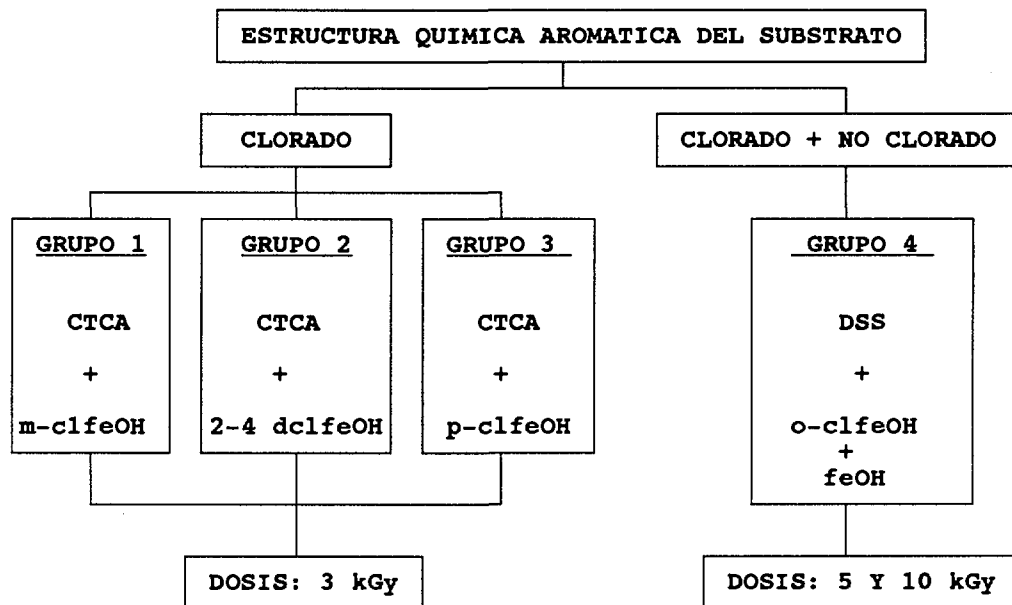 ESTRUCTURA QUIMICA AROMATICA DEL SUBSTRATO
CLORADO
CLORADO + NO CLORADO
GRUPO 1
CTCA
+
m-clfeOH
GRUPO 2
CTCA
+
2-4 dclfeOH
GRUPO 3
CTCA
+
p-clfeOH
GRUPO 4
DSS
+
o-clfeOH
+
feOH
DOSIS: 3 kGy
DOSIS: 5 Y 10 kGy